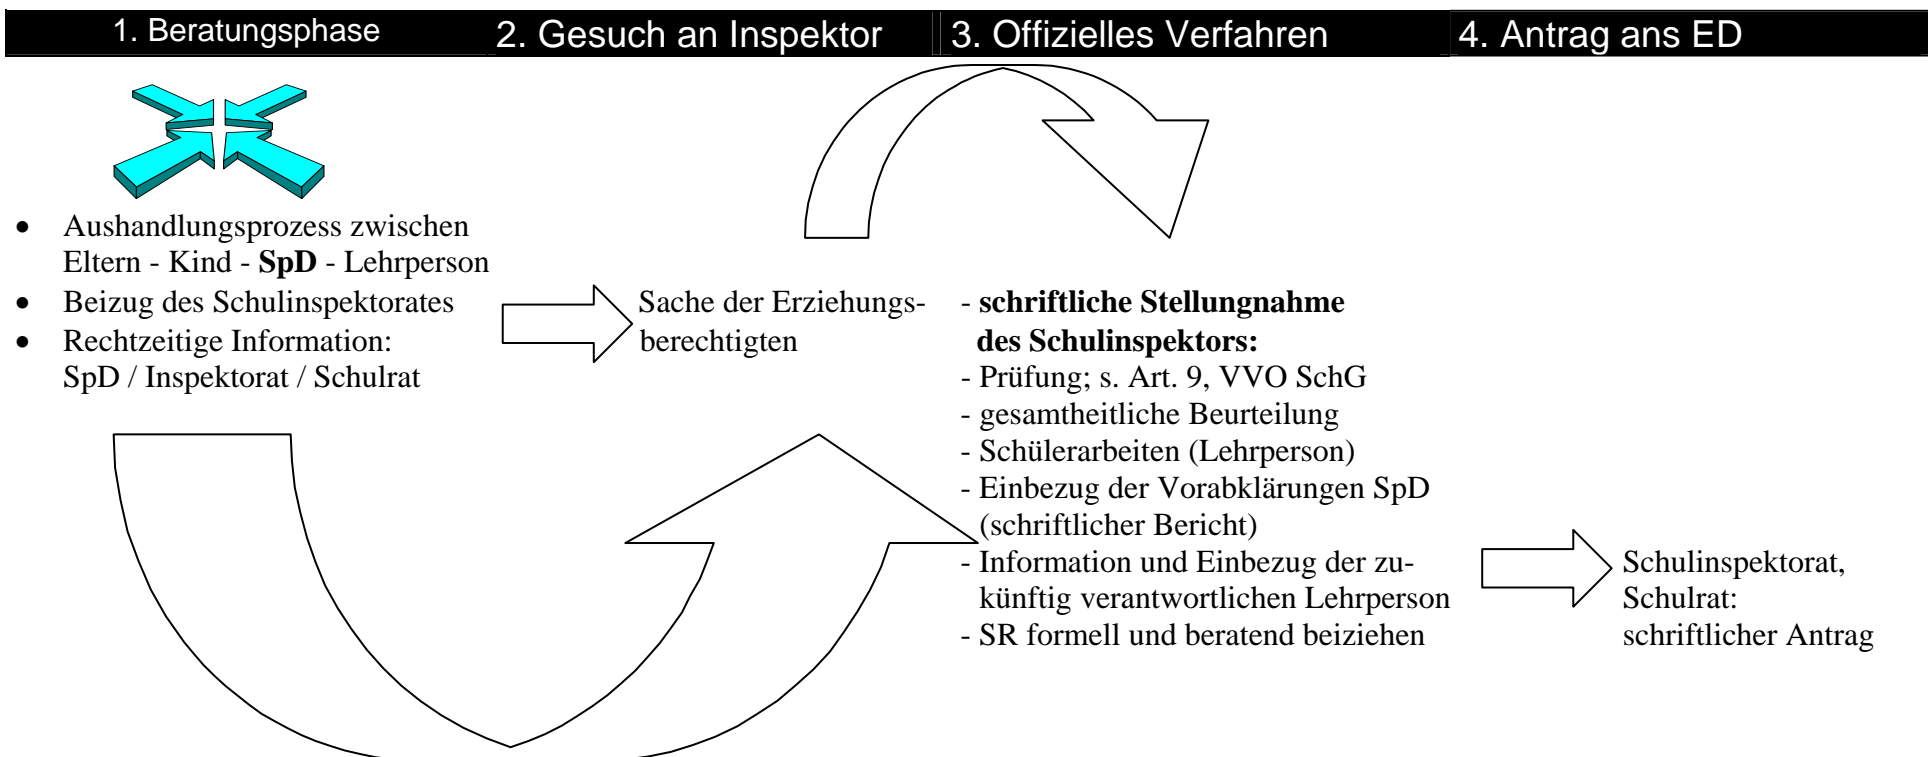 1. Beratungsphase
2. Gesuch an Inspektor
3. Offizielles Verfahren
4. Antrag ans ED
• Aushandlungsprozess zwischen
Eltern - Kind - SpD - Lehrperson
• Beizug des Schulinspektorates
• Rechtzeitige Information:
SpD / Inspektorat / Schulrat
Sache der Erziehungs-
berechtigten
- schriftliche Stellungnahme
des Schulinspektors:
- Prüfung; s. Art. 9, VVO SchG
- gesamtheitliche Beurteilung
- Schülerarbeiten (Lehrperson)
- Einbezug der Vorabklärungen SpD
(schriftlicher Bericht)
- Information und Einbezug der zu-
künftig verantwortlichen Lehrperson
- SR formell und beratend beiziehen
Schulinspektorat,
Schulrat:
schriftlicher Antrag